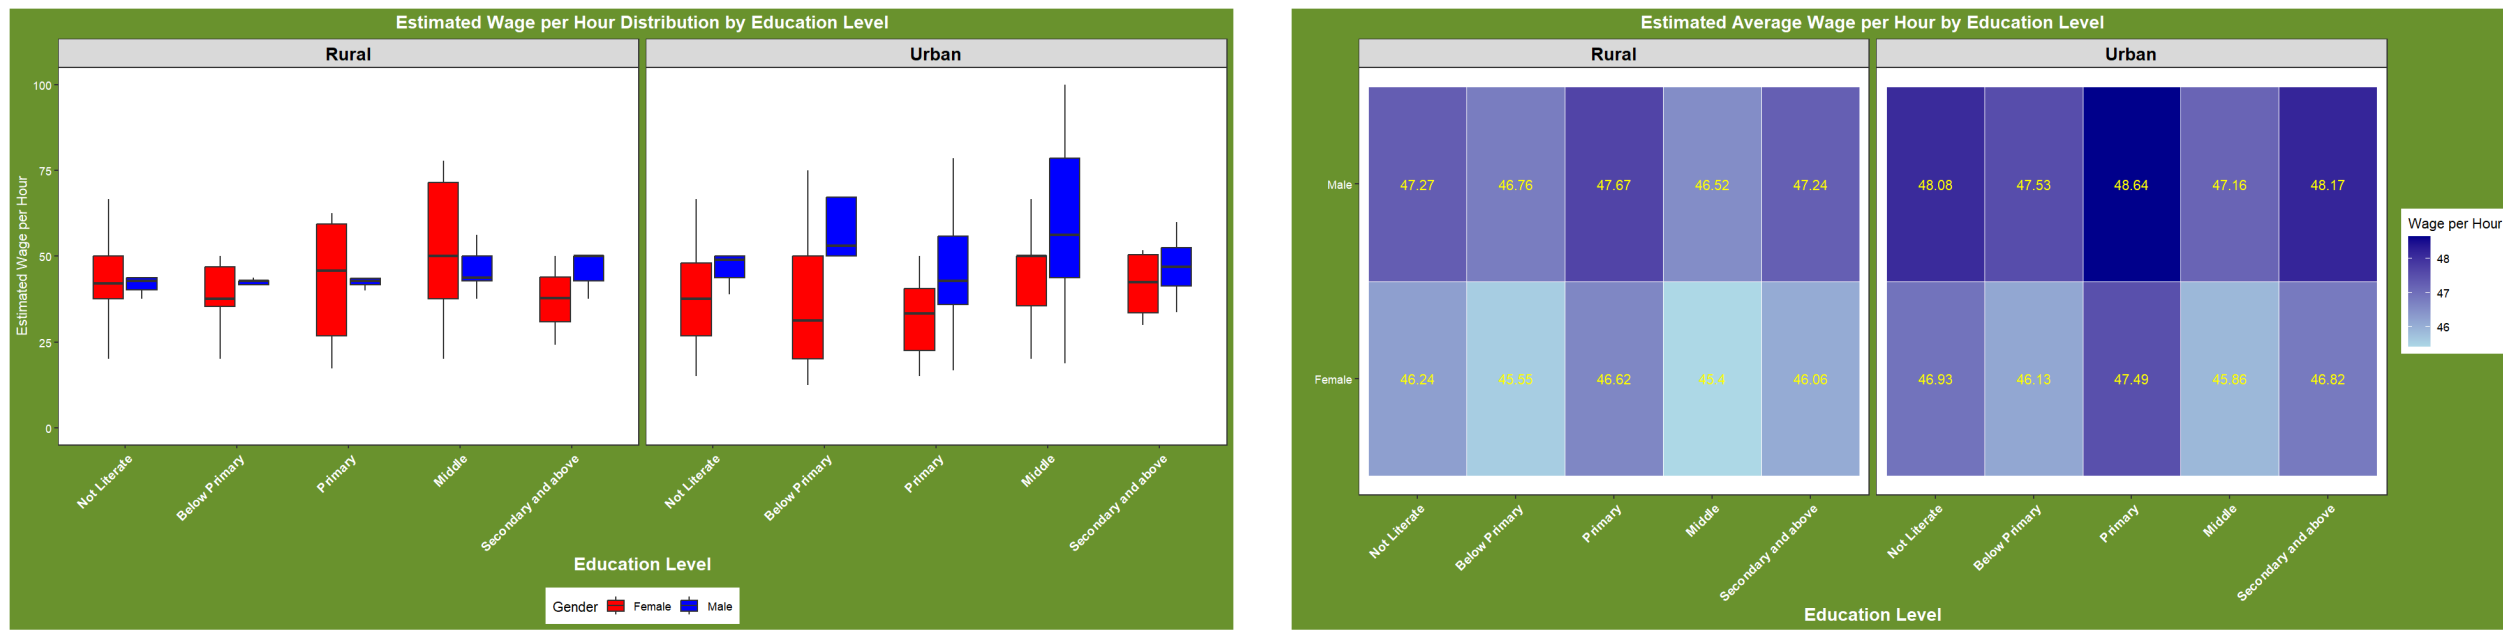 Estimated Wage per Hour Distribution by Education Level
Rural
Urban
Estimated Wage per Hour
100
75
50
25
0
Not Literate
Below Primary
Primary
Middle
Secondary and above
Not Literate
Below Primary
Primary
Middle
Secondary and above
Education Level
Gender Female Male
Estimated Average Wage per Hour by Education Level
Rural
Urban
Male
47.27 46.76 47.67 46.52 47.24
48.08 47.53 48.64 47.16 48.17
Female
46.24 45.55 46.62 45.4 46.06
46.93 46.13 47.49 45.86 46.82
Not Literate
Below Primary
Primary
Middle
Secondary and above
Not Literate
Below Primary
Primary
Middle
Secondary and above
Education Level
Wage per Hour
48
47
46